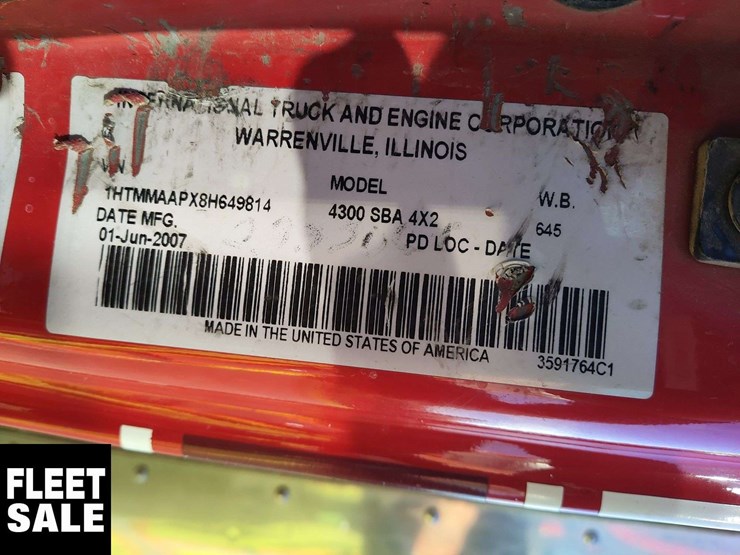 INTERNATIONAL TRUCK AND ENGINE CORPORATION
WARRENVILLE, ILLINOIS
VIN MODEL W.B.
1HTMMAAPX8H649814 4300 SBA 4X2 645
DATE MFG. PD LOC - DATE
01-Jun-2007
MADE IN THE UNITED STATES OF AMERICA 3591764C1
FLEET
SALE